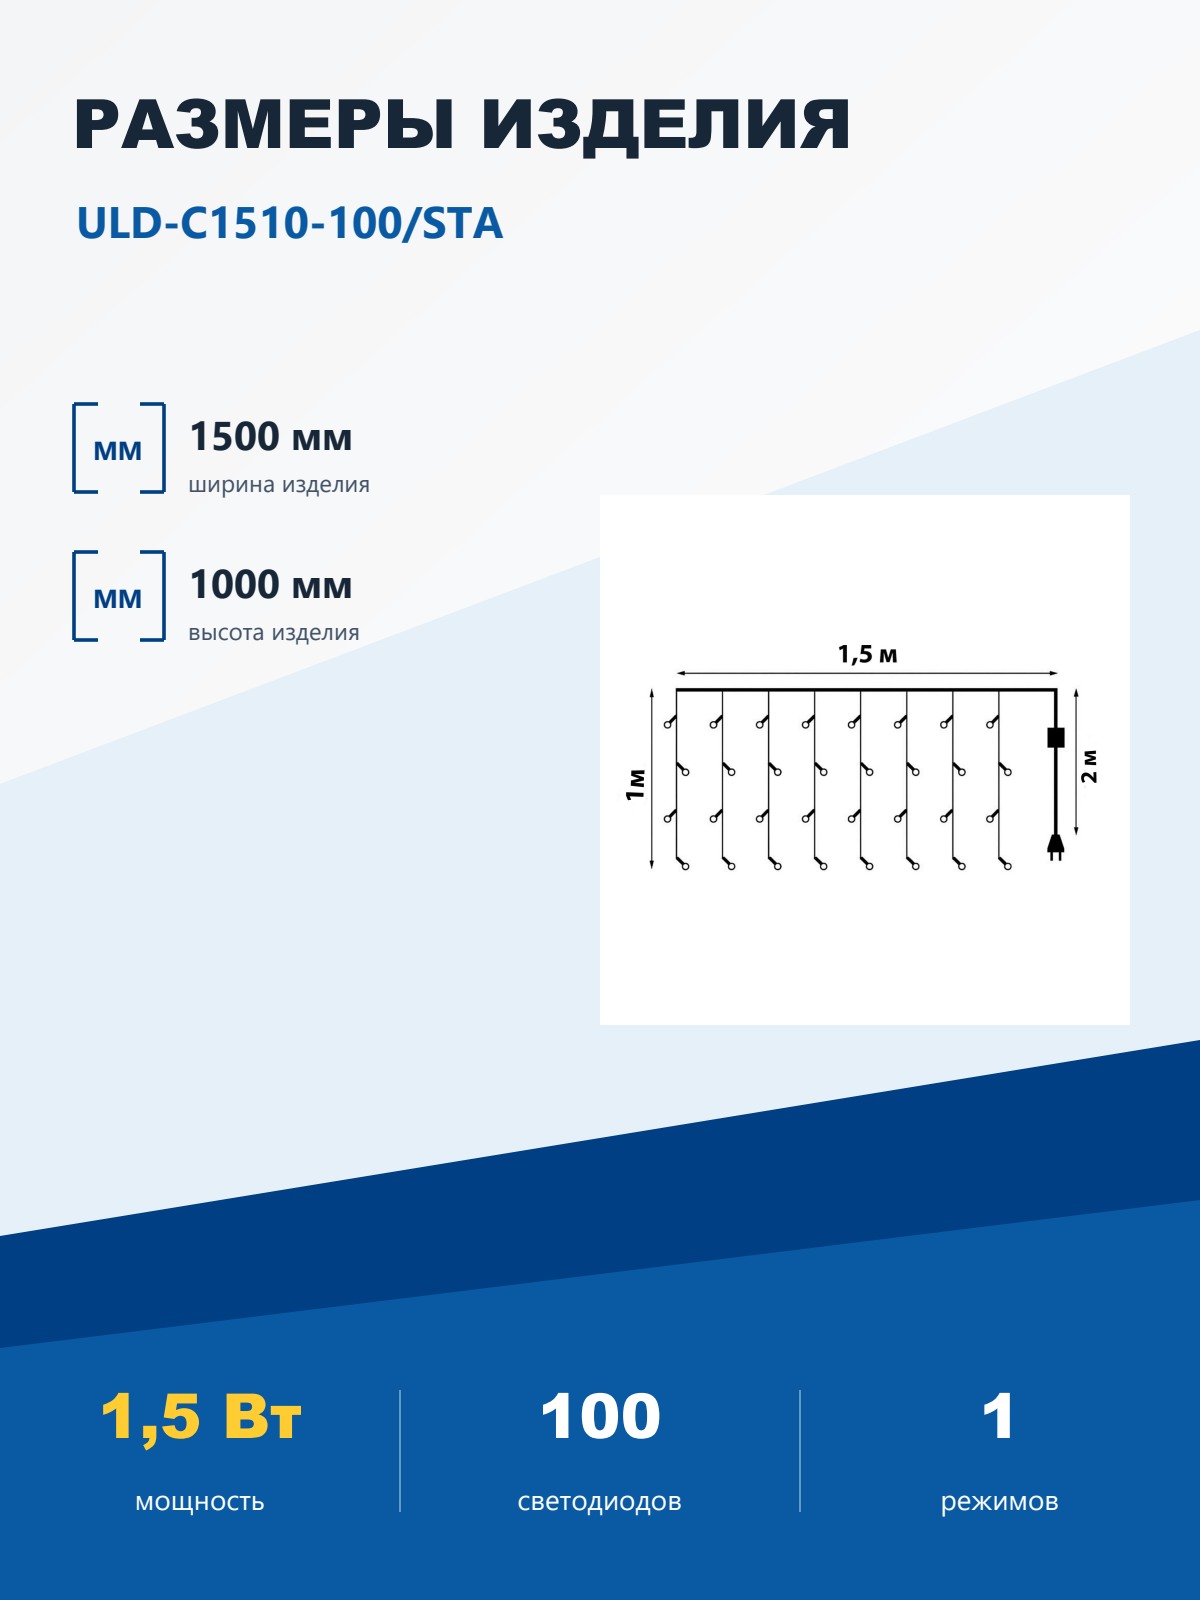 РАЗМЕРЫ ИЗДЕЛИЯ
ULD-C1510-100/STA
мм
1500 мм
ширина изделия
мм
1000 мм
высота изделия
1,5 м
1м
2 м
1,5 Вт
мощность
100
светодиодов
1
режимов